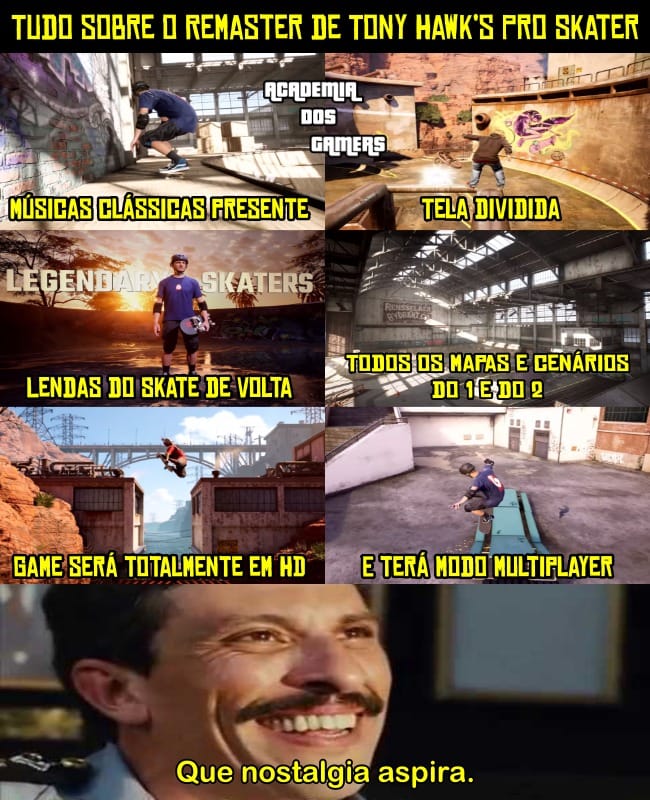 TUDO SOBRE O REMASTER DE TONY HAWK'S PRO SKATER
ACADEMIA
DOS
GAMERS
MÚSICAS CLÁSSICAS PRESENTE
TELA DIVIDIDA
LEGENDARY SKATERS
LENDAS DO SKATE DE VOLTA
TODOS OS MAPAS E CENÁRIOS
DO 1 E DO 2
GAME SERÁ TOTALMENTE EM HD
E TERÁ MODO MULTIPLAYER
Que nostalgia aspira.